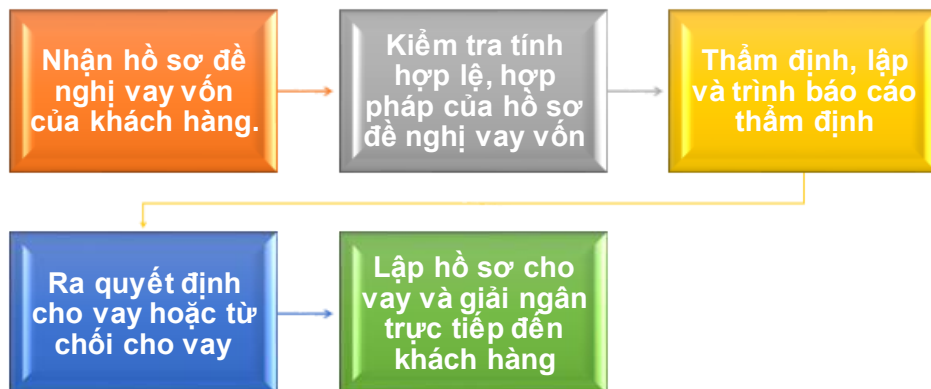 Nhận hồ sơ đề
nghị vay vốn
của khách hàng.
Kiểm tra tính
hợp lệ, hợp
pháp của hồ sơ
đề nghị vay vốn
Thẩm định, lập
và trình báo cáo
thẩm định
Ra quyết định
cho vay hoặc từ
chối cho vay
Lập hồ sơ cho
vay và giải ngân
trực tiếp đến
khách hàng